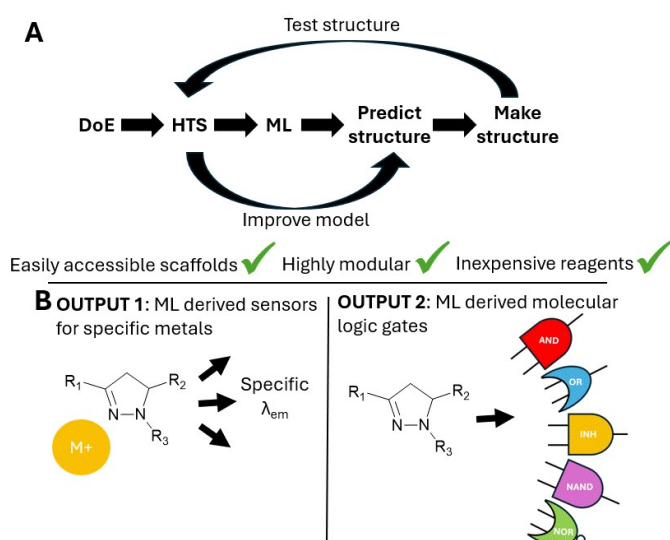 A
Test structure
DoE HTS ML Predict structure Make structure
Improve model
Easily accessible scaffolds Highly modular Inexpensive reagents
B OUTPUT 1: ML derived sensors
for specific metals
R₁ R₂
N N
R₃
M+
Specific
λem
OUTPUT 2: ML derived molecular
logic gates
R₁ R₂
N N
R₃
AND
OR
INH
NAND
NOR